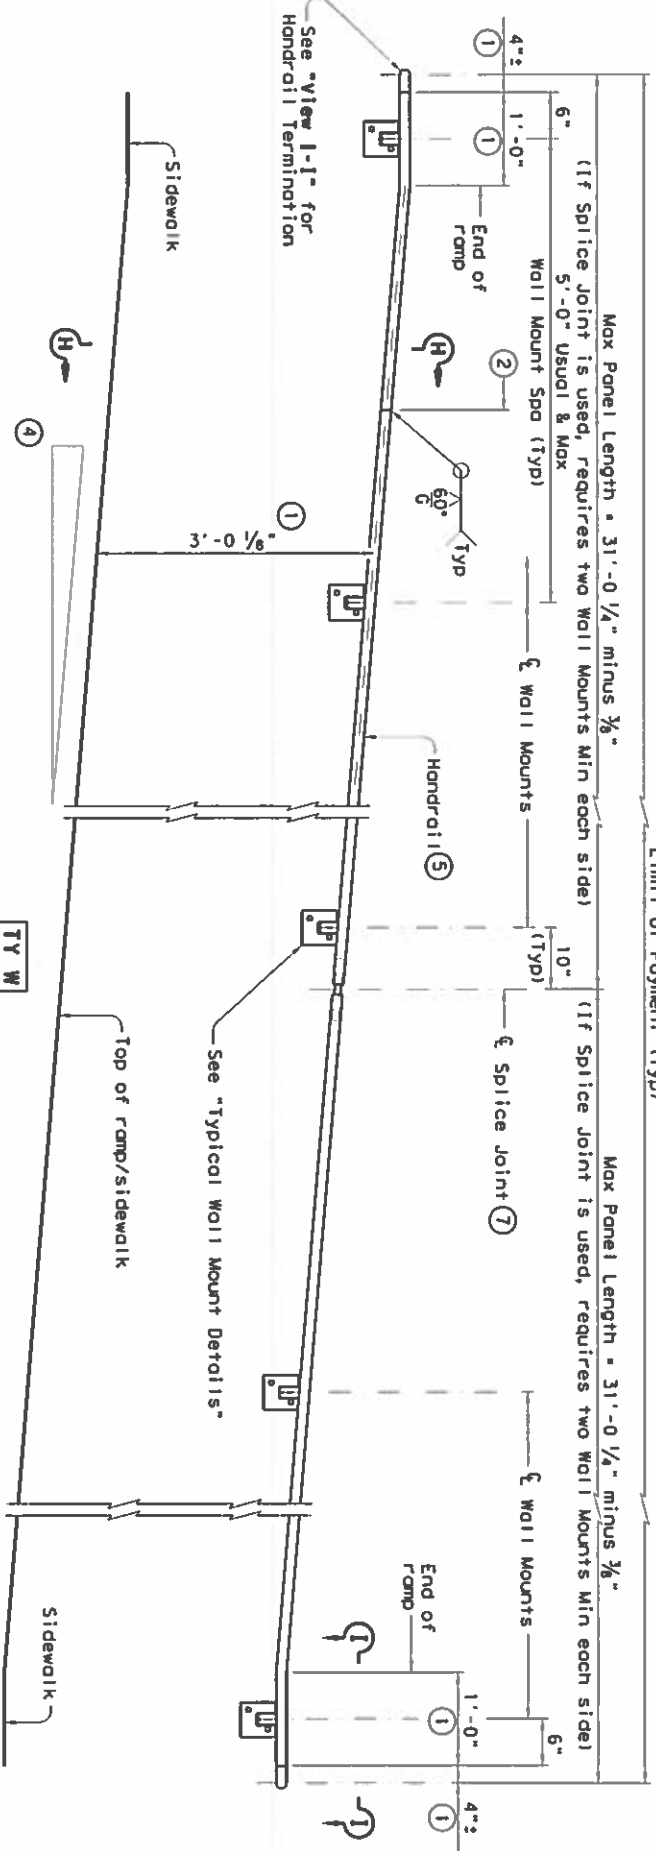 Limit of Payment (Typ)
Max Panel Length = 31'-0 1/4" minus 3/8"
(If Splice Joint is used, requires two Wall Mounts Min each side)
Max Panel Length = 31'-0 1/4" minus 3/8"
(If Splice Joint is used, requires two Wall Mounts Min each side)
4"±
1
6"
1'-0"
1
5'-0" Usual & Max
Wall Mount Spa (Typ)
End of
ramp
2
℄ Wall Mounts
10"
(Typ)
℄ Splice Joint 7
℄ Wall Mounts
6"
1'-0"
1
4"±
1
End of
ramp
See "View I-I" for
Handrail Termination
H
60°
G
Typ
Handrail 5
1
3'-0 1/8"
See "Typical Wall Mount Details"
I
I
Sidewalk
H
4
Top of ramp/sidewalk
Sidewalk
TY W